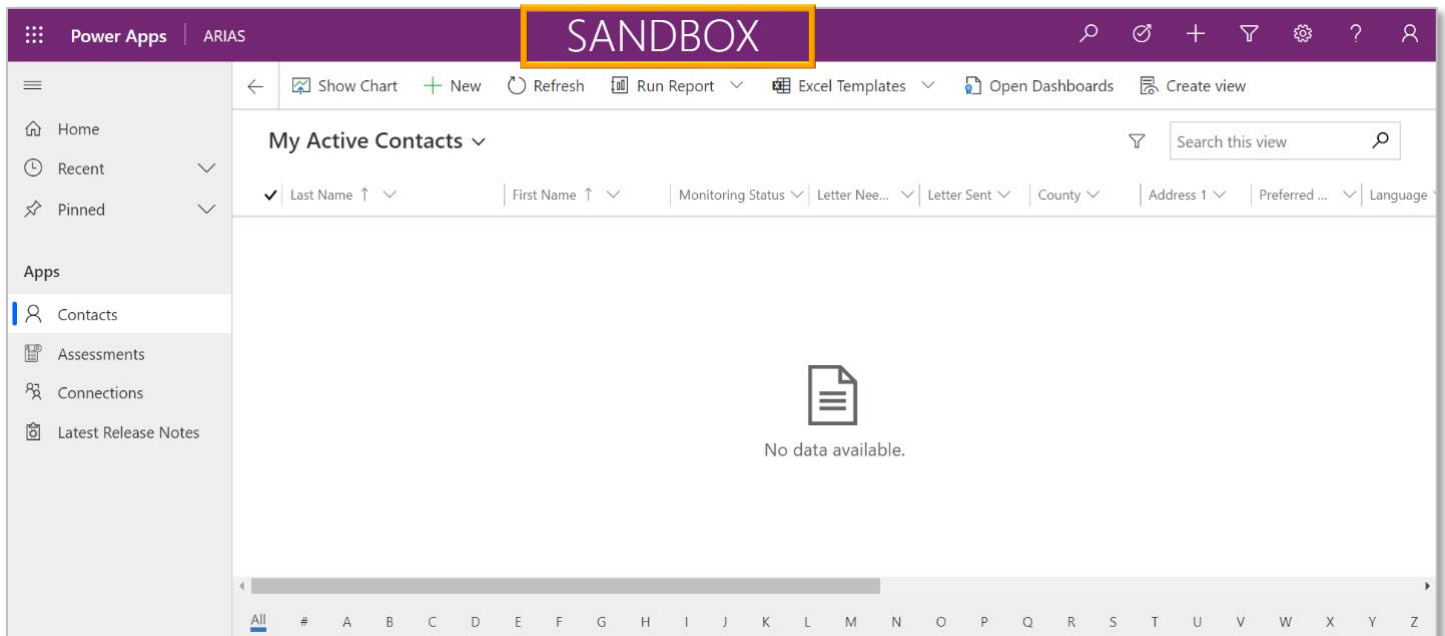 Power Apps ARIAS SANDBOX ?
Show Chart New Refresh Run Report Excel Templates Open Dashboards Create view
Home
Recent
Pinned
Apps
Contacts
Assessments
Connections
Latest Release Notes
My Active Contacts Search this view
Last Name ↑ First Name ↑ Monitoring Status Letter Nee... Letter Sent County Address 1 Preferred ... Language
No data available.
All # A B C D E F G H I J K L M N O P Q R S T U V W X Y Z